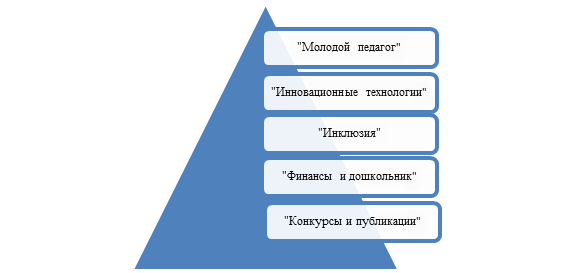 "Молодой педагог"
"Инновационные технологии"
"Инклюзия"
"Финансы и дошкольник"
"Конкурсы и публикации"